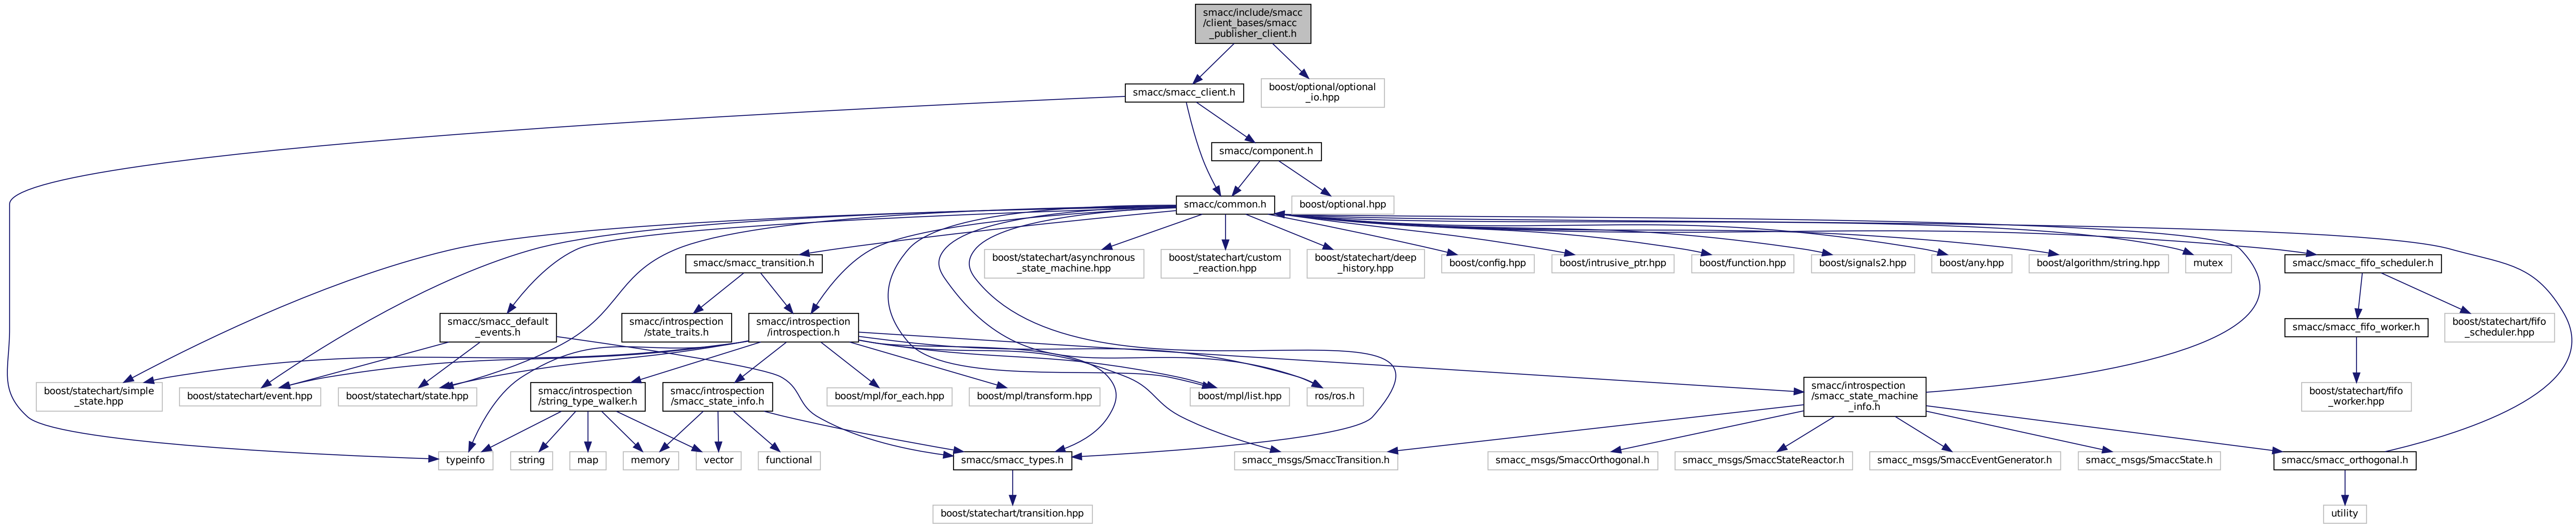 smacc/include/smacc
/client_bases/smacc
_publisher_client.h
smacc/smacc_client.h
boost/optional/optional
_io.hpp
smacc/component.h
smacc/common.h
boost/optional.hpp
smacc/smacc_transition.h
boost/statechart/asynchronous
_state_machine.hpp
boost/statechart/custom
_reaction.hpp
boost/statechart/deep
_history.hpp
boost/config.hpp
boost/intrusive_ptr.hpp
boost/function.hpp
boost/signals2.hpp
boost/any.hpp
boost/algorithm/string.hpp
mutex
smacc/smacc_fifo_scheduler.h
smacc/smacc_default
_events.h
smacc/introspection
/state_traits.h
smacc/introspection
/introspection.h
smacc/smacc_fifo_worker.h
boost/statechart/fifo
_scheduler.hpp
boost/statechart/simple
_state.hpp
boost/statechart/event.hpp
boost/statechart/state.hpp
smacc/introspection
/string_type_walker.h
smacc/introspection
/smacc_state_info.h
boost/mpl/for_each.hpp
boost/mpl/transform.hpp
boost/mpl/list.hpp
ros/ros.h
smacc/introspection
/smacc_state_machine
_info.h
boost/statechart/fifo
_worker.hpp
typeinfo
string
map
memory
vector
functional
smacc/smacc_types.h
smacc_msgs/SmaccTransition.h
smacc_msgs/SmaccOrthogonal.h
smacc_msgs/SmaccStateReactor.h
smacc_msgs/SmaccEventGenerator.h
smacc_msgs/SmaccState.h
smacc/smacc_orthogonal.h
boost/statechart/transition.hpp
utility